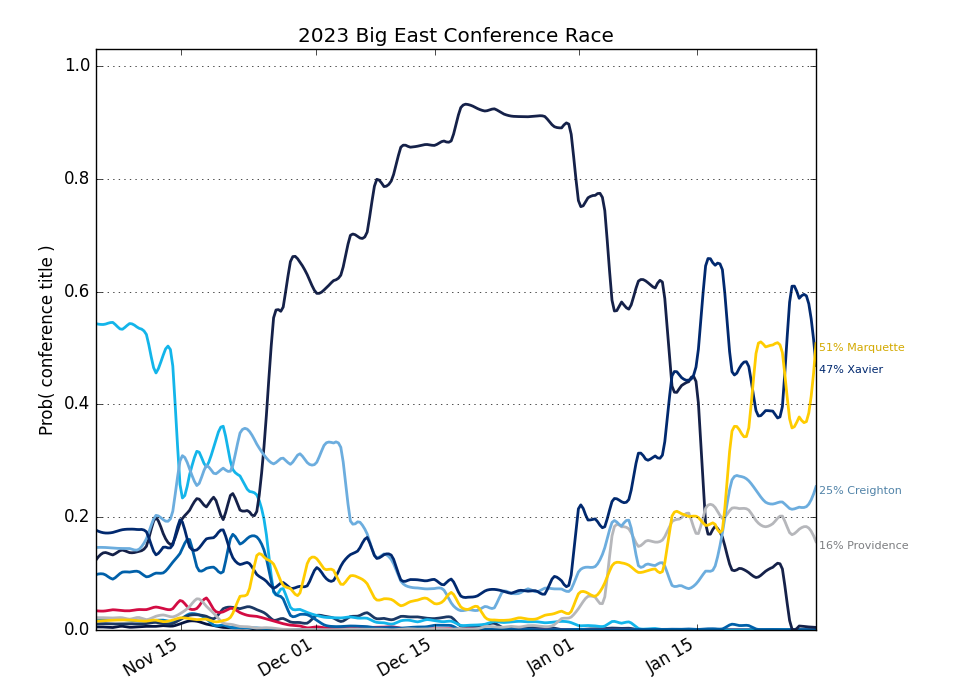 2023 Big East Conference Race
Prob( conference title )
1.0
0.8
0.6
0.4
0.2
0.0
51% Marquette
47% Xavier
25% Creighton
16% Providence
Nov 15
Dec 01
Dec 15
Jan 01
Jan 15